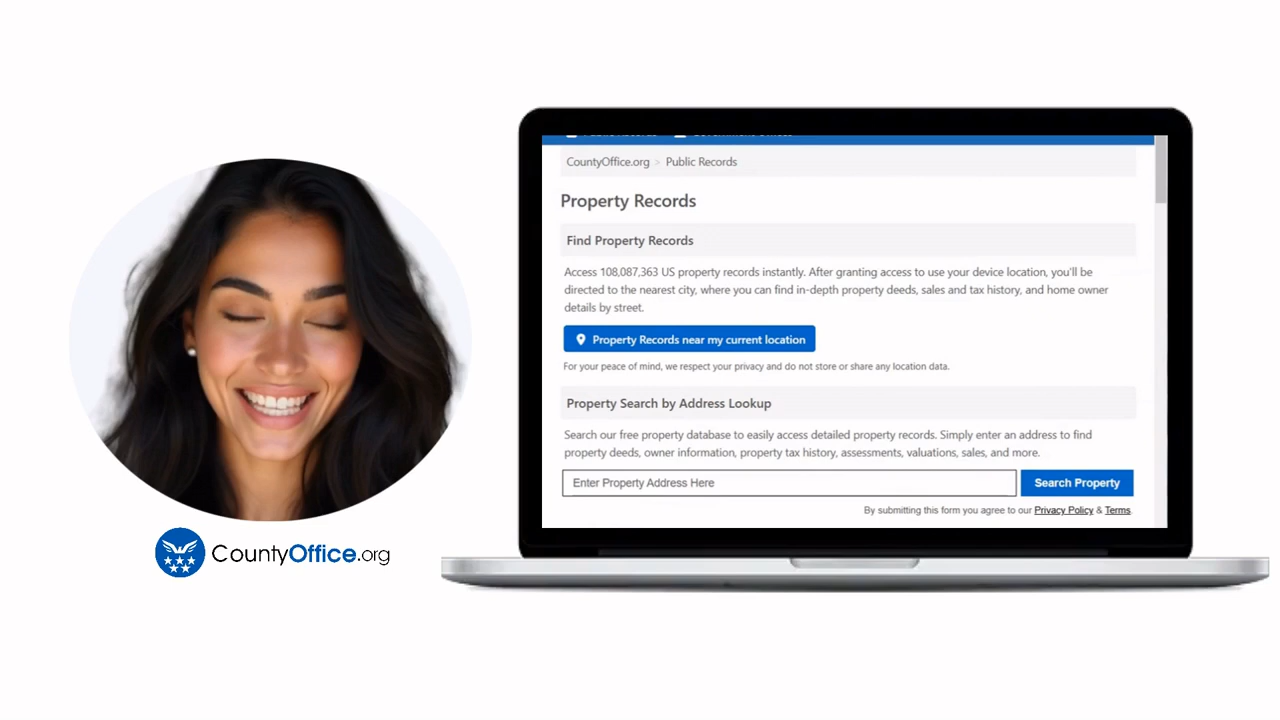 CountyOffice.org
CountyOffice.org > Public Records
Property Records
Find Property Records
Access 108,087,363 US property records instantly. After granting access to use your device location, you'll be
directed to the nearest city, where you can find in-depth property deeds, sales and tax history, and home owner
details by street.
Property Records near my current location
For your peace of mind, we respect your privacy and do not store or share any location data.
Property Search by Address Lookup
Search our free property database to easily access detailed property records. Simply enter an address to find
property deeds, owner information, property tax history, assessments, valuations, sales, and more.
Enter Property Address Here
Search Property
By submitting this form you agree to our Privacy Policy & Terms.